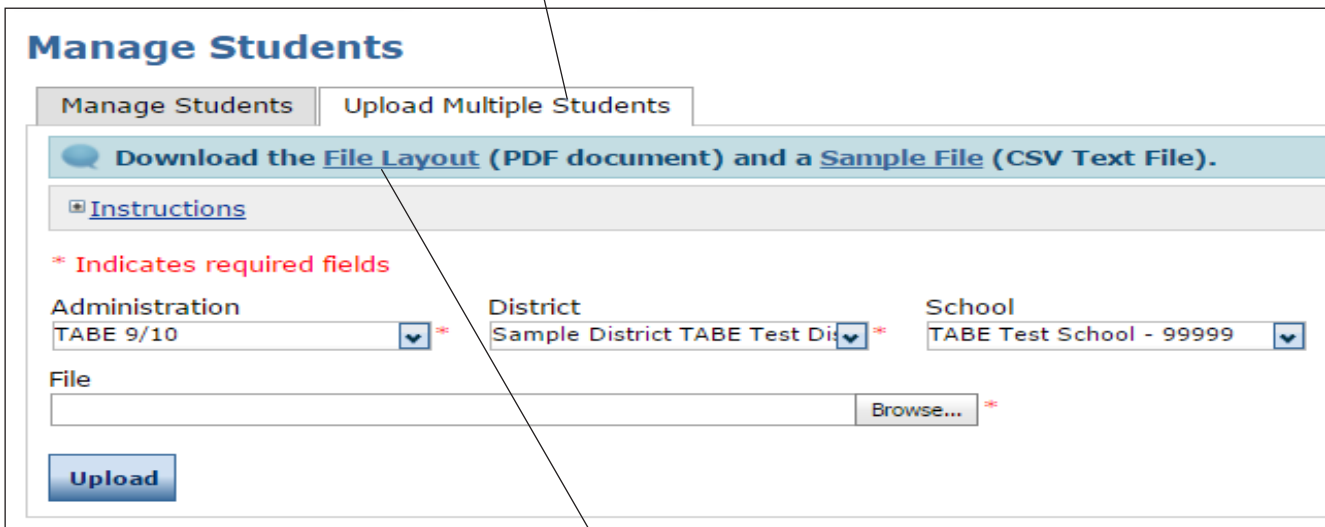 Manage Students
Manage Students Upload Multiple Students
Download the File Layout (PDF document) and a Sample File (CSV Text File).
Instructions
* Indicates required fields
Administration District School
TABE 9/10 * Sample District TABE Test Dis * TABE Test School - 99999
File
Browse... *
Upload